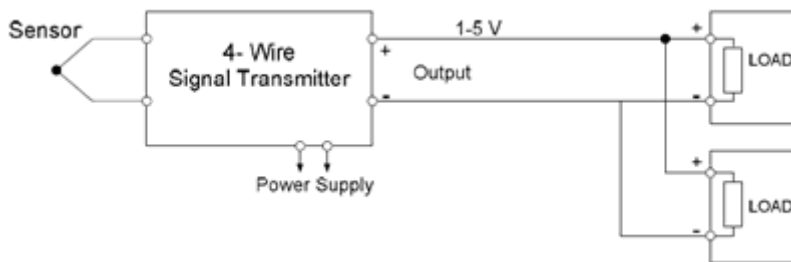 Sensor
4- Wire
Signal Transmitter
+
-
Power Supply
1-5 V
Output
+
LOAD
-
+
LOAD
-